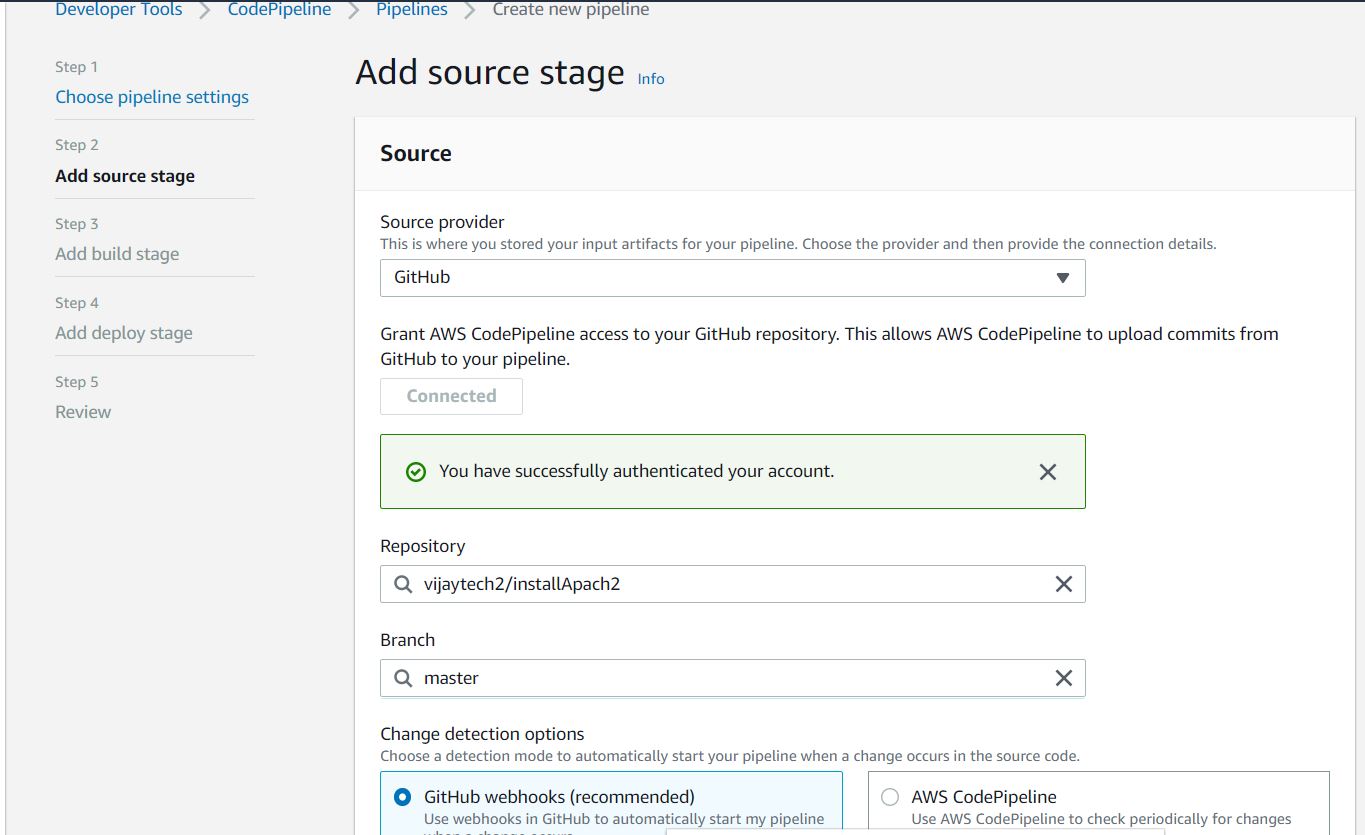 Developer Tools > CodePipeline > Pipelines > Create new pipeline
Step 1
Choose pipeline settings
Step 2
Add source stage
Step 3
Add build stage
Step 4
Add deploy stage
Step 5
Review
Add source stage Info
Source
Source provider
This is where you stored your input artifacts for your pipeline. Choose the provider and then provide the connection details.
GitHub
Grant AWS CodePipeline access to your GitHub repository. This allows AWS CodePipeline to upload commits from
GitHub to your pipeline.
Connected
You have successfully authenticated your account.
Repository
vijaytech2/installApach2
Branch
master
Change detection options
Choose a detection mode to automatically start your pipeline when a change occurs in the source code.
GitHub webhooks (recommended)
Use webhooks in GitHub to automatically start my pipeline
when a change occurs
AWS CodePipeline
Use AWS CodePipeline to check periodically for changes